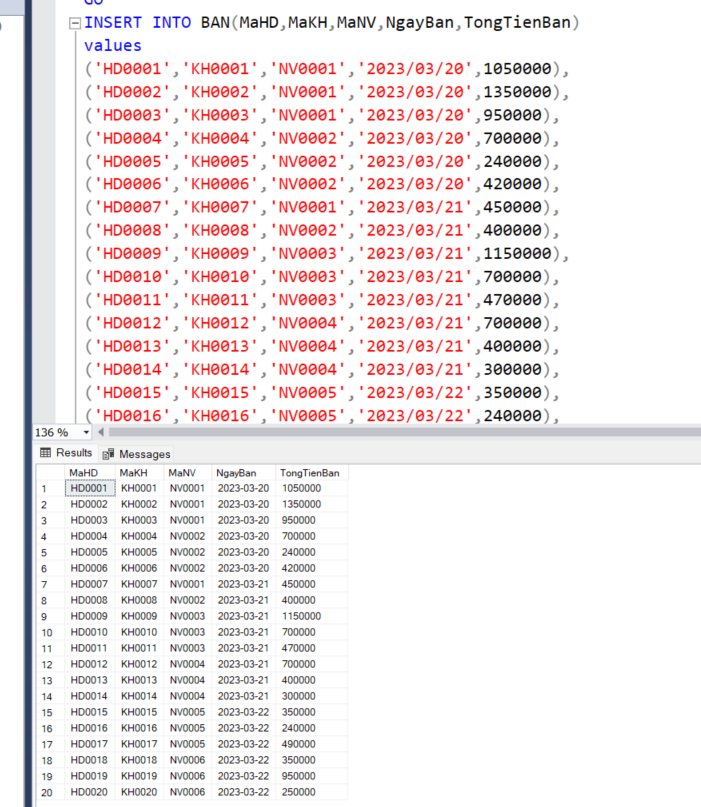 GO
INSERT INTO BAN(MaHD,MaKH,MaNV,NgayBan,TongTienBan)
values
('HD0001','KH0001','NV0001','2023/03/20',1050000),
('HD0002','KH0002','NV0001','2023/03/20',1350000),
('HD0003','KH0003','NV0001','2023/03/20',950000),
('HD0004','KH0004','NV0002','2023/03/20',700000),
('HD0005','KH0005','NV0002','2023/03/20',240000),
('HD0006','KH0006','NV0002','2023/03/20',420000),
('HD0007','KH0007','NV0001','2023/03/21',450000),
('HD0008','KH0008','NV0002','2023/03/21',400000),
('HD0009','KH0009','NV0003','2023/03/21',1150000),
('HD0010','KH0010','NV0003','2023/03/21',700000),
('HD0011','KH0011','NV0003','2023/03/21',470000),
('HD0012','KH0012','NV0004','2023/03/21',700000),
('HD0013','KH0013','NV0004','2023/03/21',400000),
('HD0014','KH0014','NV0004','2023/03/21',300000),
('HD0015','KH0015','NV0005','2023/03/22',350000),
('HD0016','KH0016','NV0005','2023/03/22',240000),
136 %
Results Messages
MaHD MaKH MaNV NgayBan TongTienBan
1 HD0001 KH0001 NV0001 2023-03-20 1050000
2 HD0002 KH0002 NV0001 2023-03-20 1350000
3 HD0003 KH0003 NV0001 2023-03-20 950000
4 HD0004 KH0004 NV0002 2023-03-20 700000
5 HD0005 KH0005 NV0002 2023-03-20 240000
6 HD0006 KH0006 NV0002 2023-03-20 420000
7 HD0007 KH0007 NV0001 2023-03-21 450000
8 HD0008 KH0008 NV0002 2023-03-21 400000
9 HD0009 KH0009 NV0003 2023-03-21 1150000
10 HD0010 KH0010 NV0003 2023-03-21 700000
11 HD0011 KH0011 NV0003 2023-03-21 470000
12 HD0012 KH0012 NV0004 2023-03-21 700000
13 HD0013 KH0013 NV0004 2023-03-21 400000
14 HD0014 KH0014 NV0004 2023-03-21 300000
15 HD0015 KH0015 NV0005 2023-03-22 350000
16 HD0016 KH0016 NV0005 2023-03-22 240000
17 HD0017 KH0017 NV0005 2023-03-22 490000
18 HD0018 KH0018 NV0006 2023-03-22 350000
19 HD0019 KH0019 NV0006 2023-03-22 950000
20 HD0020 KH0020 NV0006 2023-03-22 250000